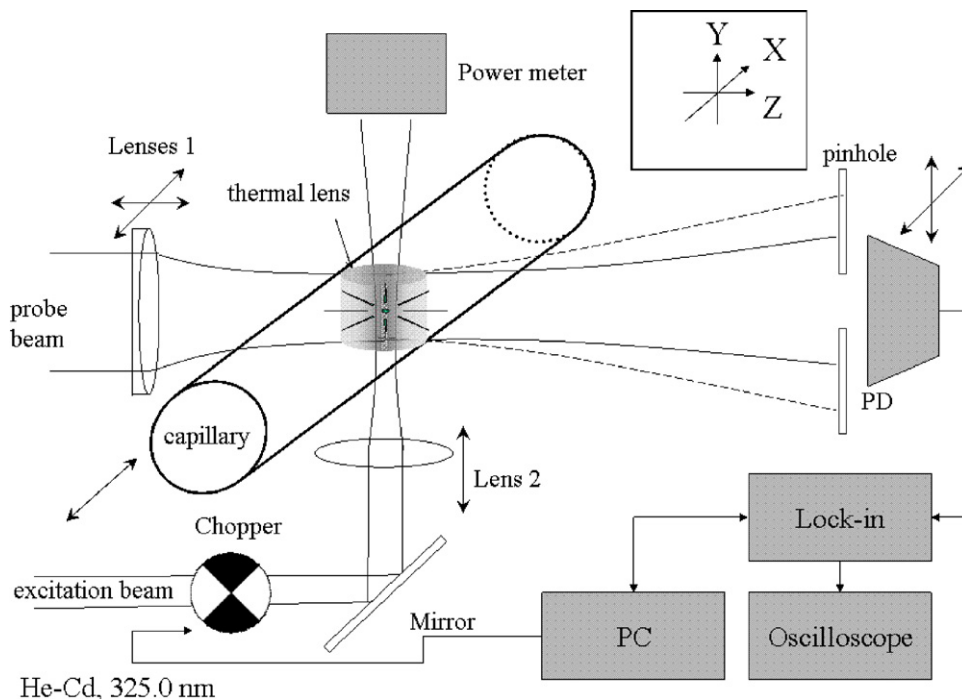 Power meter
Y
X
Z
Lenses 1
pinhole
thermal lens
probe
beam
PD
capillary
Lens 2
Chopper
Lock-in
excitation beam
Mirror
PC
Oscilloscope
He-Cd, 325.0 nm